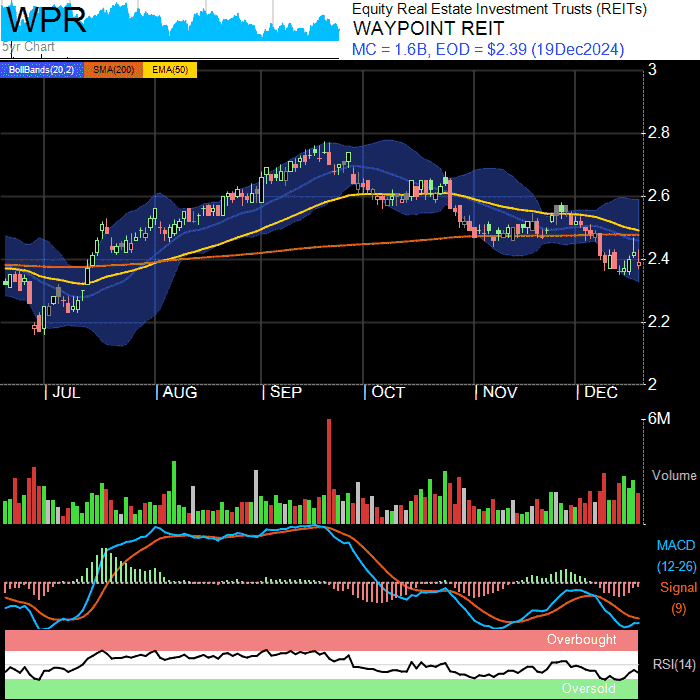 WPR
5yr Chart
Equity Real Estate Investment Trusts (REITs)
WAYPOINT REIT
MC = 1.6B, EOD = $2.39 (19Dec2024)
BollBands(20,2) SMA(200) EMA(50)
3
2.8
2.6
2.4
2.2
2
JUL AUG SEP OCT NOV DEC
6M
Volume
MACD
(12-26)
Signal
(9)
Overbought
RSI(14)
Oversold